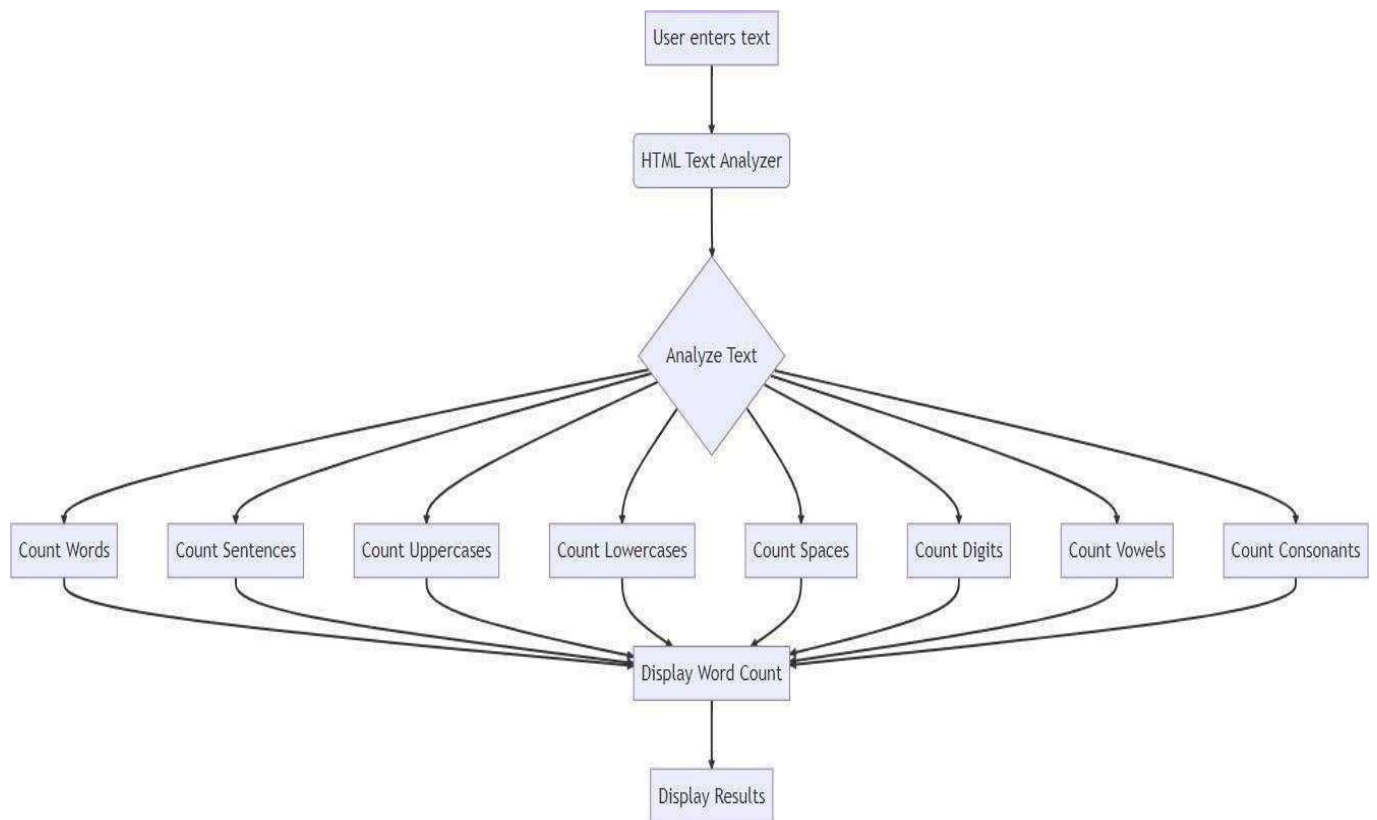 User enters text
HTML Text Analyzer
Analyze Text
Count Words
Count Sentences
Count Uppercases
Count Lowercases
Count Spaces
Count Digits
Count Vowels
Count Consonants
Display Word Count
Display Results